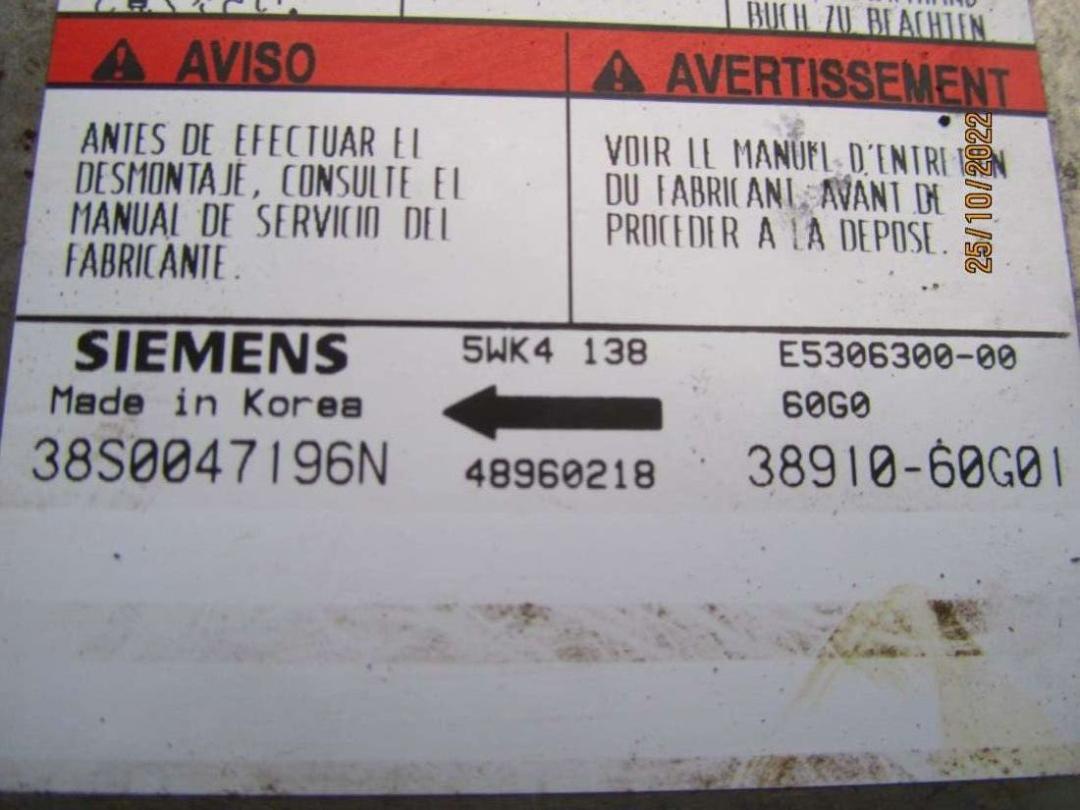 BUCH ZU BEACHTEN
AVISO
ANTES DE EFECTUAR EL
DESMONTAJE, CONSULTE EL
MANUAL DE SERVICIO DEL
FABRICANTE.
AVERTISSEMENT
VOIR LE MANUEL D'ENTRETIEN
DU FABRICANT AVANT DE
PROCEDER A LA DEPOSE.
25/10/2022
SIEMENS 5WK4 138 E5306300-00
Made in Korea 60G0
38S0047196N 48960218 38910-60G01